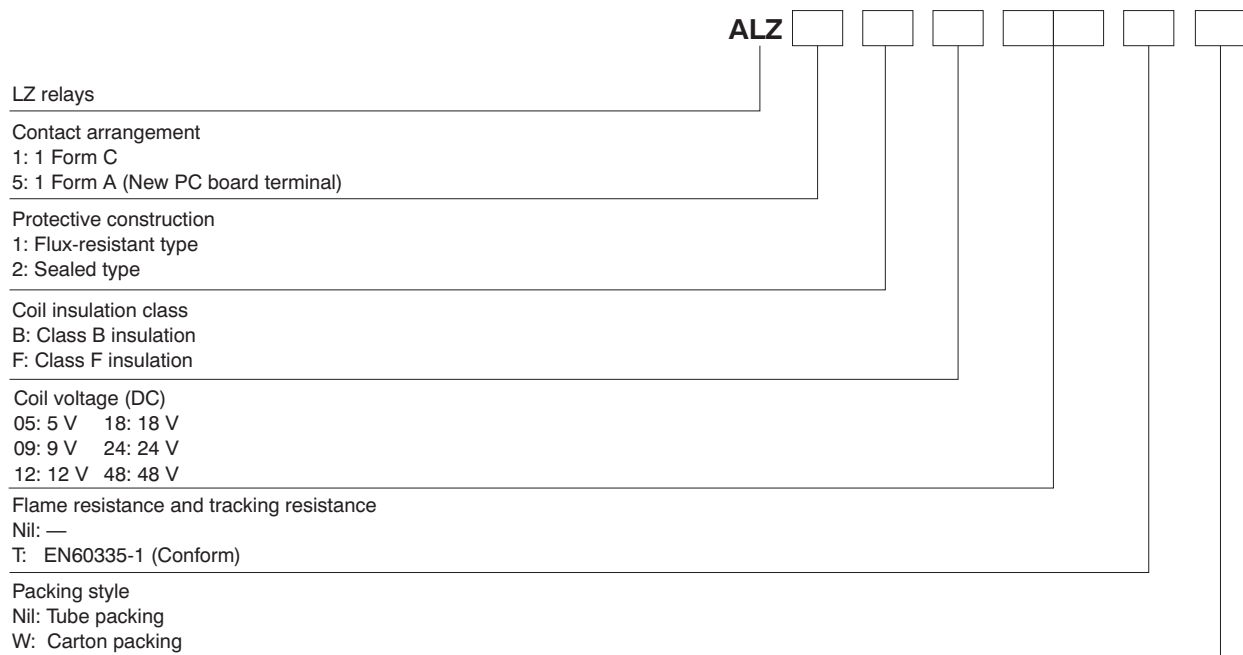 ALZ
LZ relays
Contact arrangement
1: 1 Form C
5: 1 Form A (New PC board terminal)
Protective construction
1: Flux-resistant type
2: Sealed type
Coil insulation class
B: Class B insulation
F: Class F insulation
Coil voltage (DC)
05: 5 V 18: 18 V
09: 9 V 24: 24 V
12: 12 V 48: 48 V
Flame resistance and tracking resistance
Nil: —
T: EN60335-1 (Conform)
Packing style
Nil: Tube packing
W: Carton packing